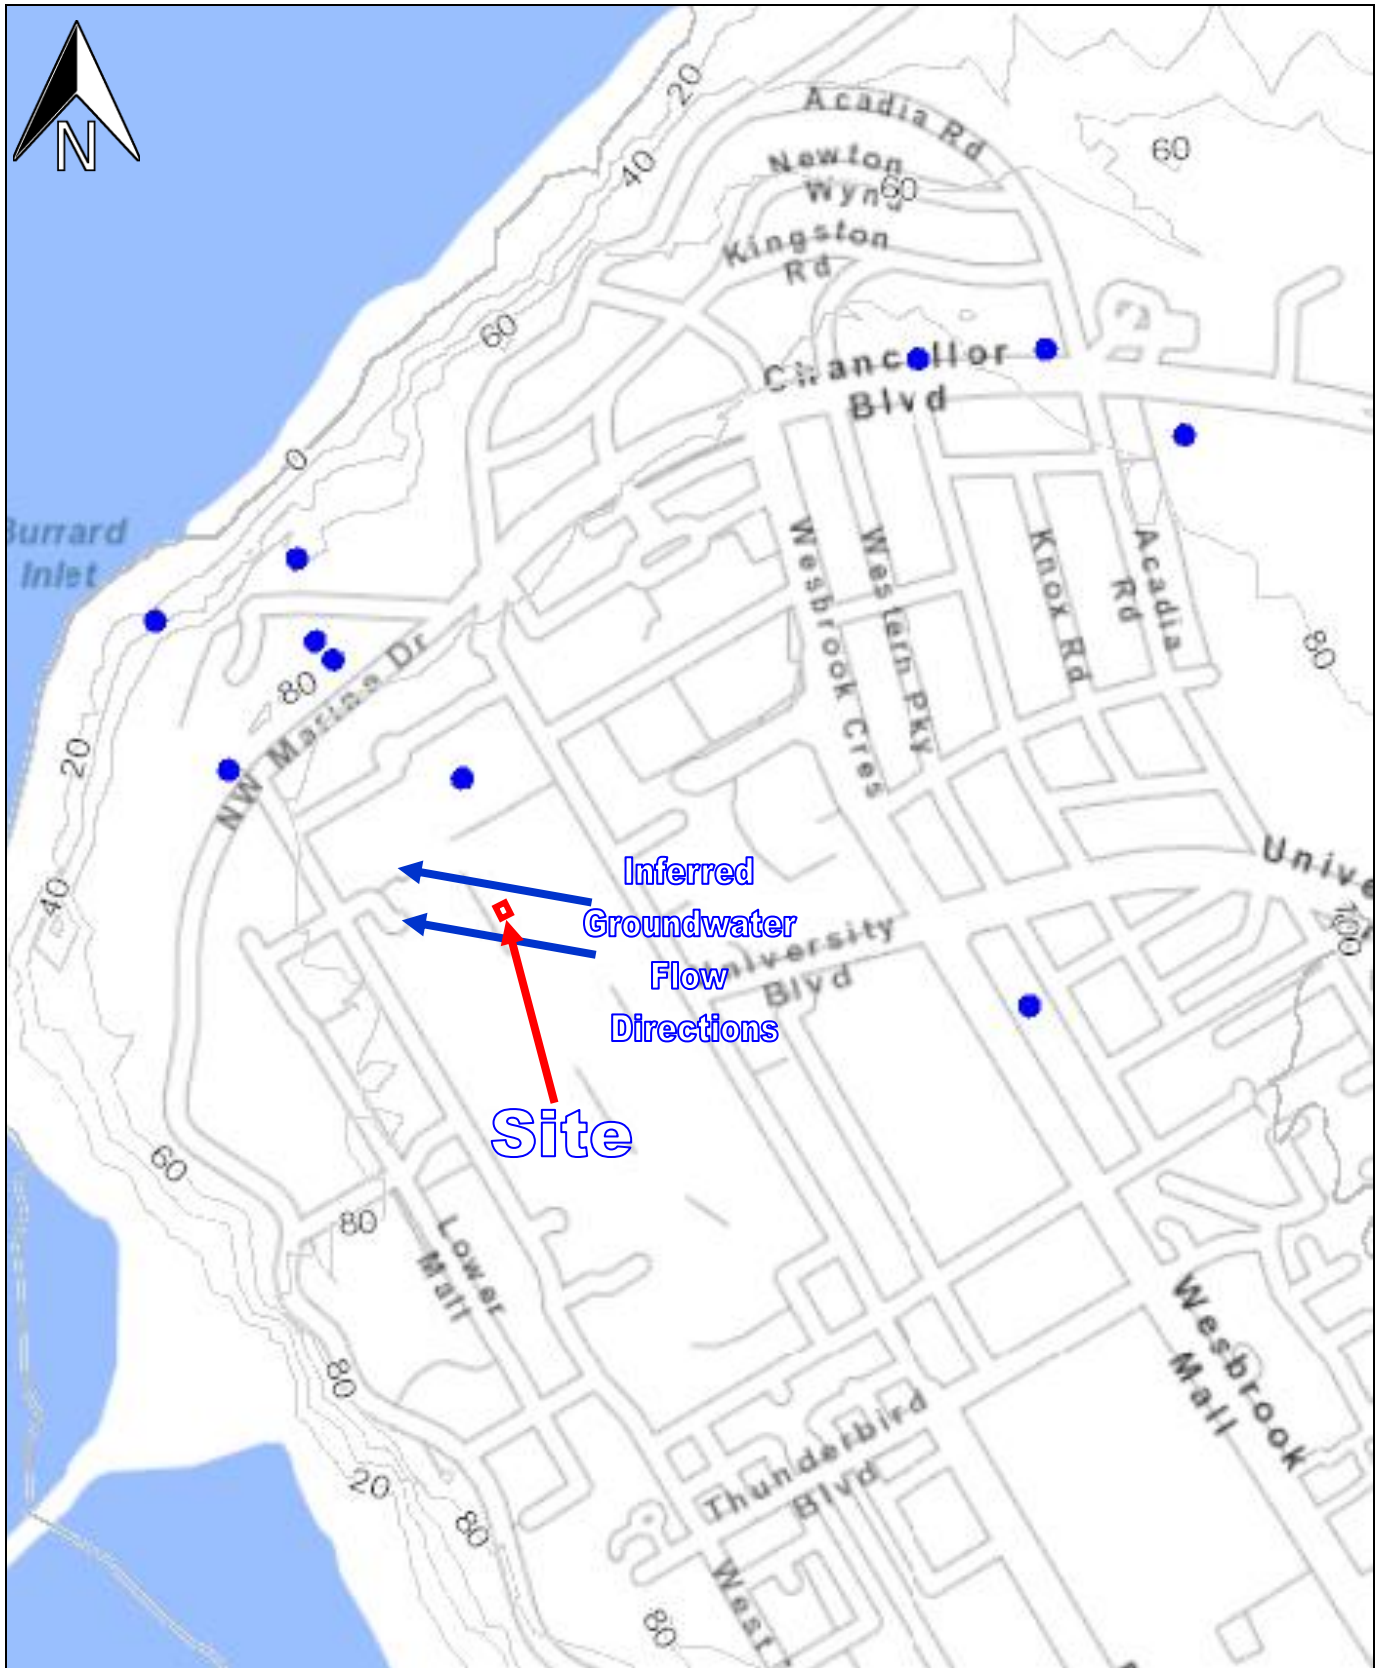 N
20
Acadia Rd
40
60
Newton
Wynd
60
Kingston
Rd
60
Chancellor
Blvd
0
Burrard
Inlet
Wesbrook Cres
Western Pky
Knox Rd
Acadia
Rd
80
80
NW Marine Dr
20
40
Inferred
Groundwater
Flow
Directions
University
Blvd
Unive
100
Site
60
80
Lower
Mall
80
20
80
Wesbrook
Mall
Thunderbird
Blvd
West
80